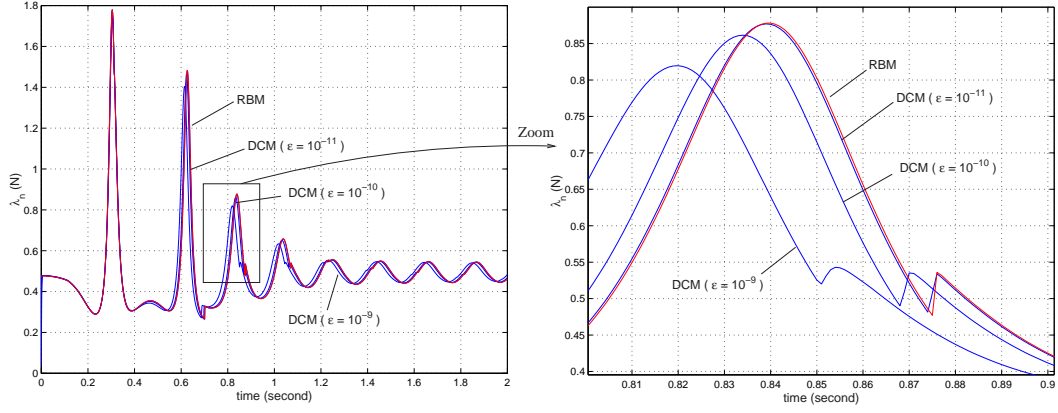 1.8
1.6
1.4
1.2
1
0.8
0.6
0.4
0.2
0
λn (N)
0 0.2 0.4 0.6 0.8 1.0 1.2 1.4 1.6 1.8 2
time (second)
RBM
DCM ( ε = 10−11)
DCM ( ε = 10−10)
DCM ( ε = 10−9)
Zoom
0.85
0.8
0.75
0.7
0.65
0.6
0.55
0.5
0.45
0.4
λn (N)
0.81 0.82 0.83 0.84 0.85 0.86 0.87 0.88 0.89 0.9
time (second)
RBM
DCM ( ε = 10−11)
DCM ( ε = 10−10)
DCM ( ε = 10−9)